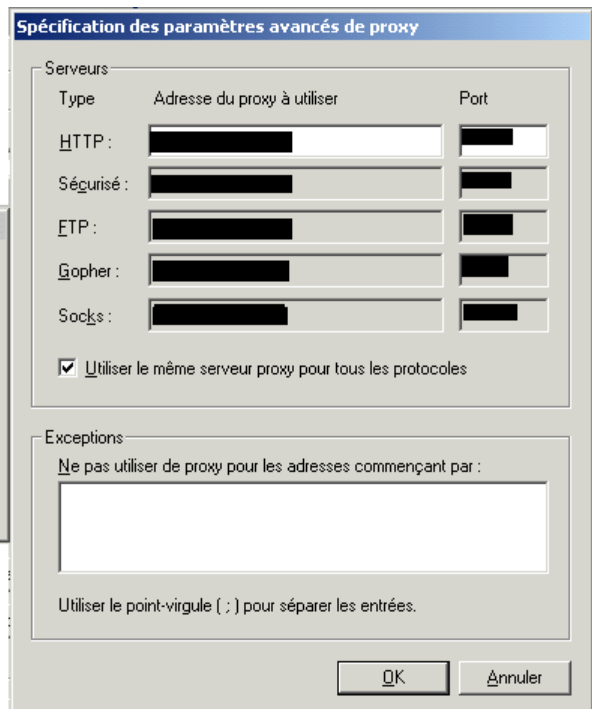 Spécification des paramètres avancés de proxy
Serveurs
Type Adresse du proxy à utiliser Port
HTTP :
Sécurisé :
FTP :
Gopher :
Socks :
Utiliser le même serveur proxy pour tous les protocoles
Exceptions
Ne pas utiliser de proxy pour les adresses commençant par :
Utiliser le point-virgule ( ; ) pour séparer les entrées.
OK Annuler